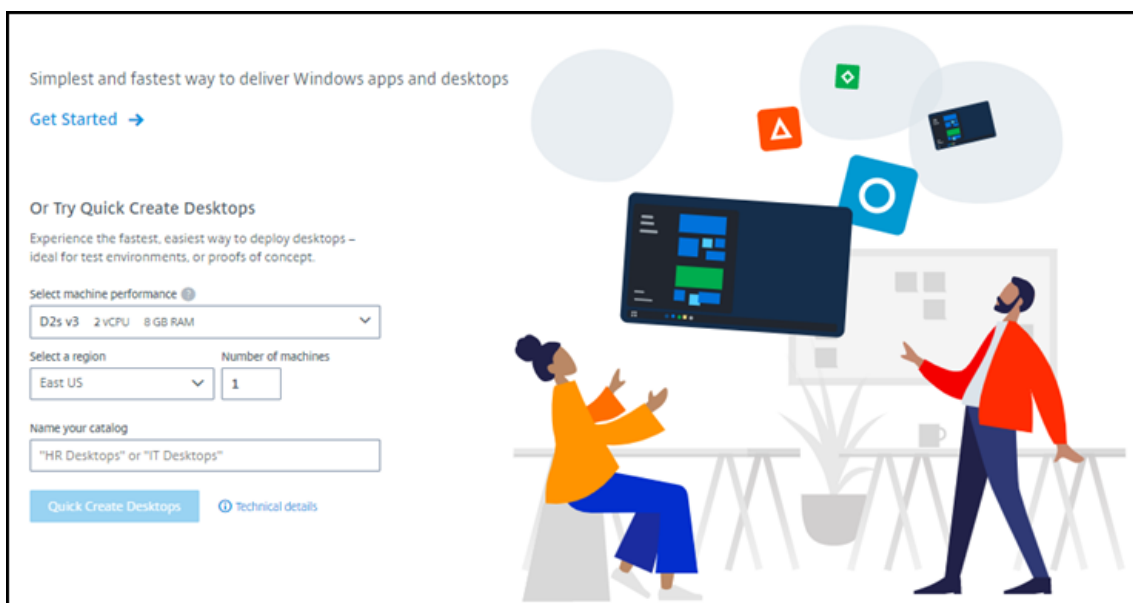 Simplest and fastest way to deliver Windows apps and desktops
Get Started →
Or Try Quick Create Desktops
Experience the fastest, easiest way to deploy desktops –
ideal for test environments, or proofs of concept.
Select machine performance ?
D2s v3 2 vCPU 8 GB RAM
Select a region Number of machines
East US 1
Name your catalog
"HR Desktops" or "IT Desktops"
Quick Create Desktops Technical details